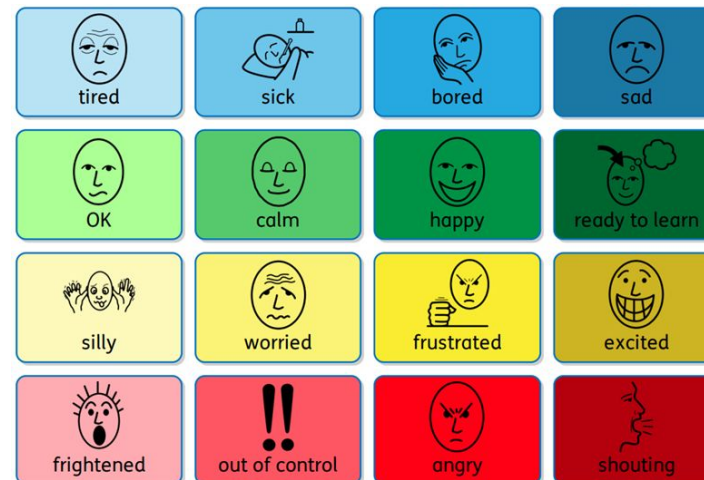 tired
sick
bored
sad
OK
calm
happy
ready to learn
silly
worried
frustrated
excited
frightened
out of control
angry
shouting